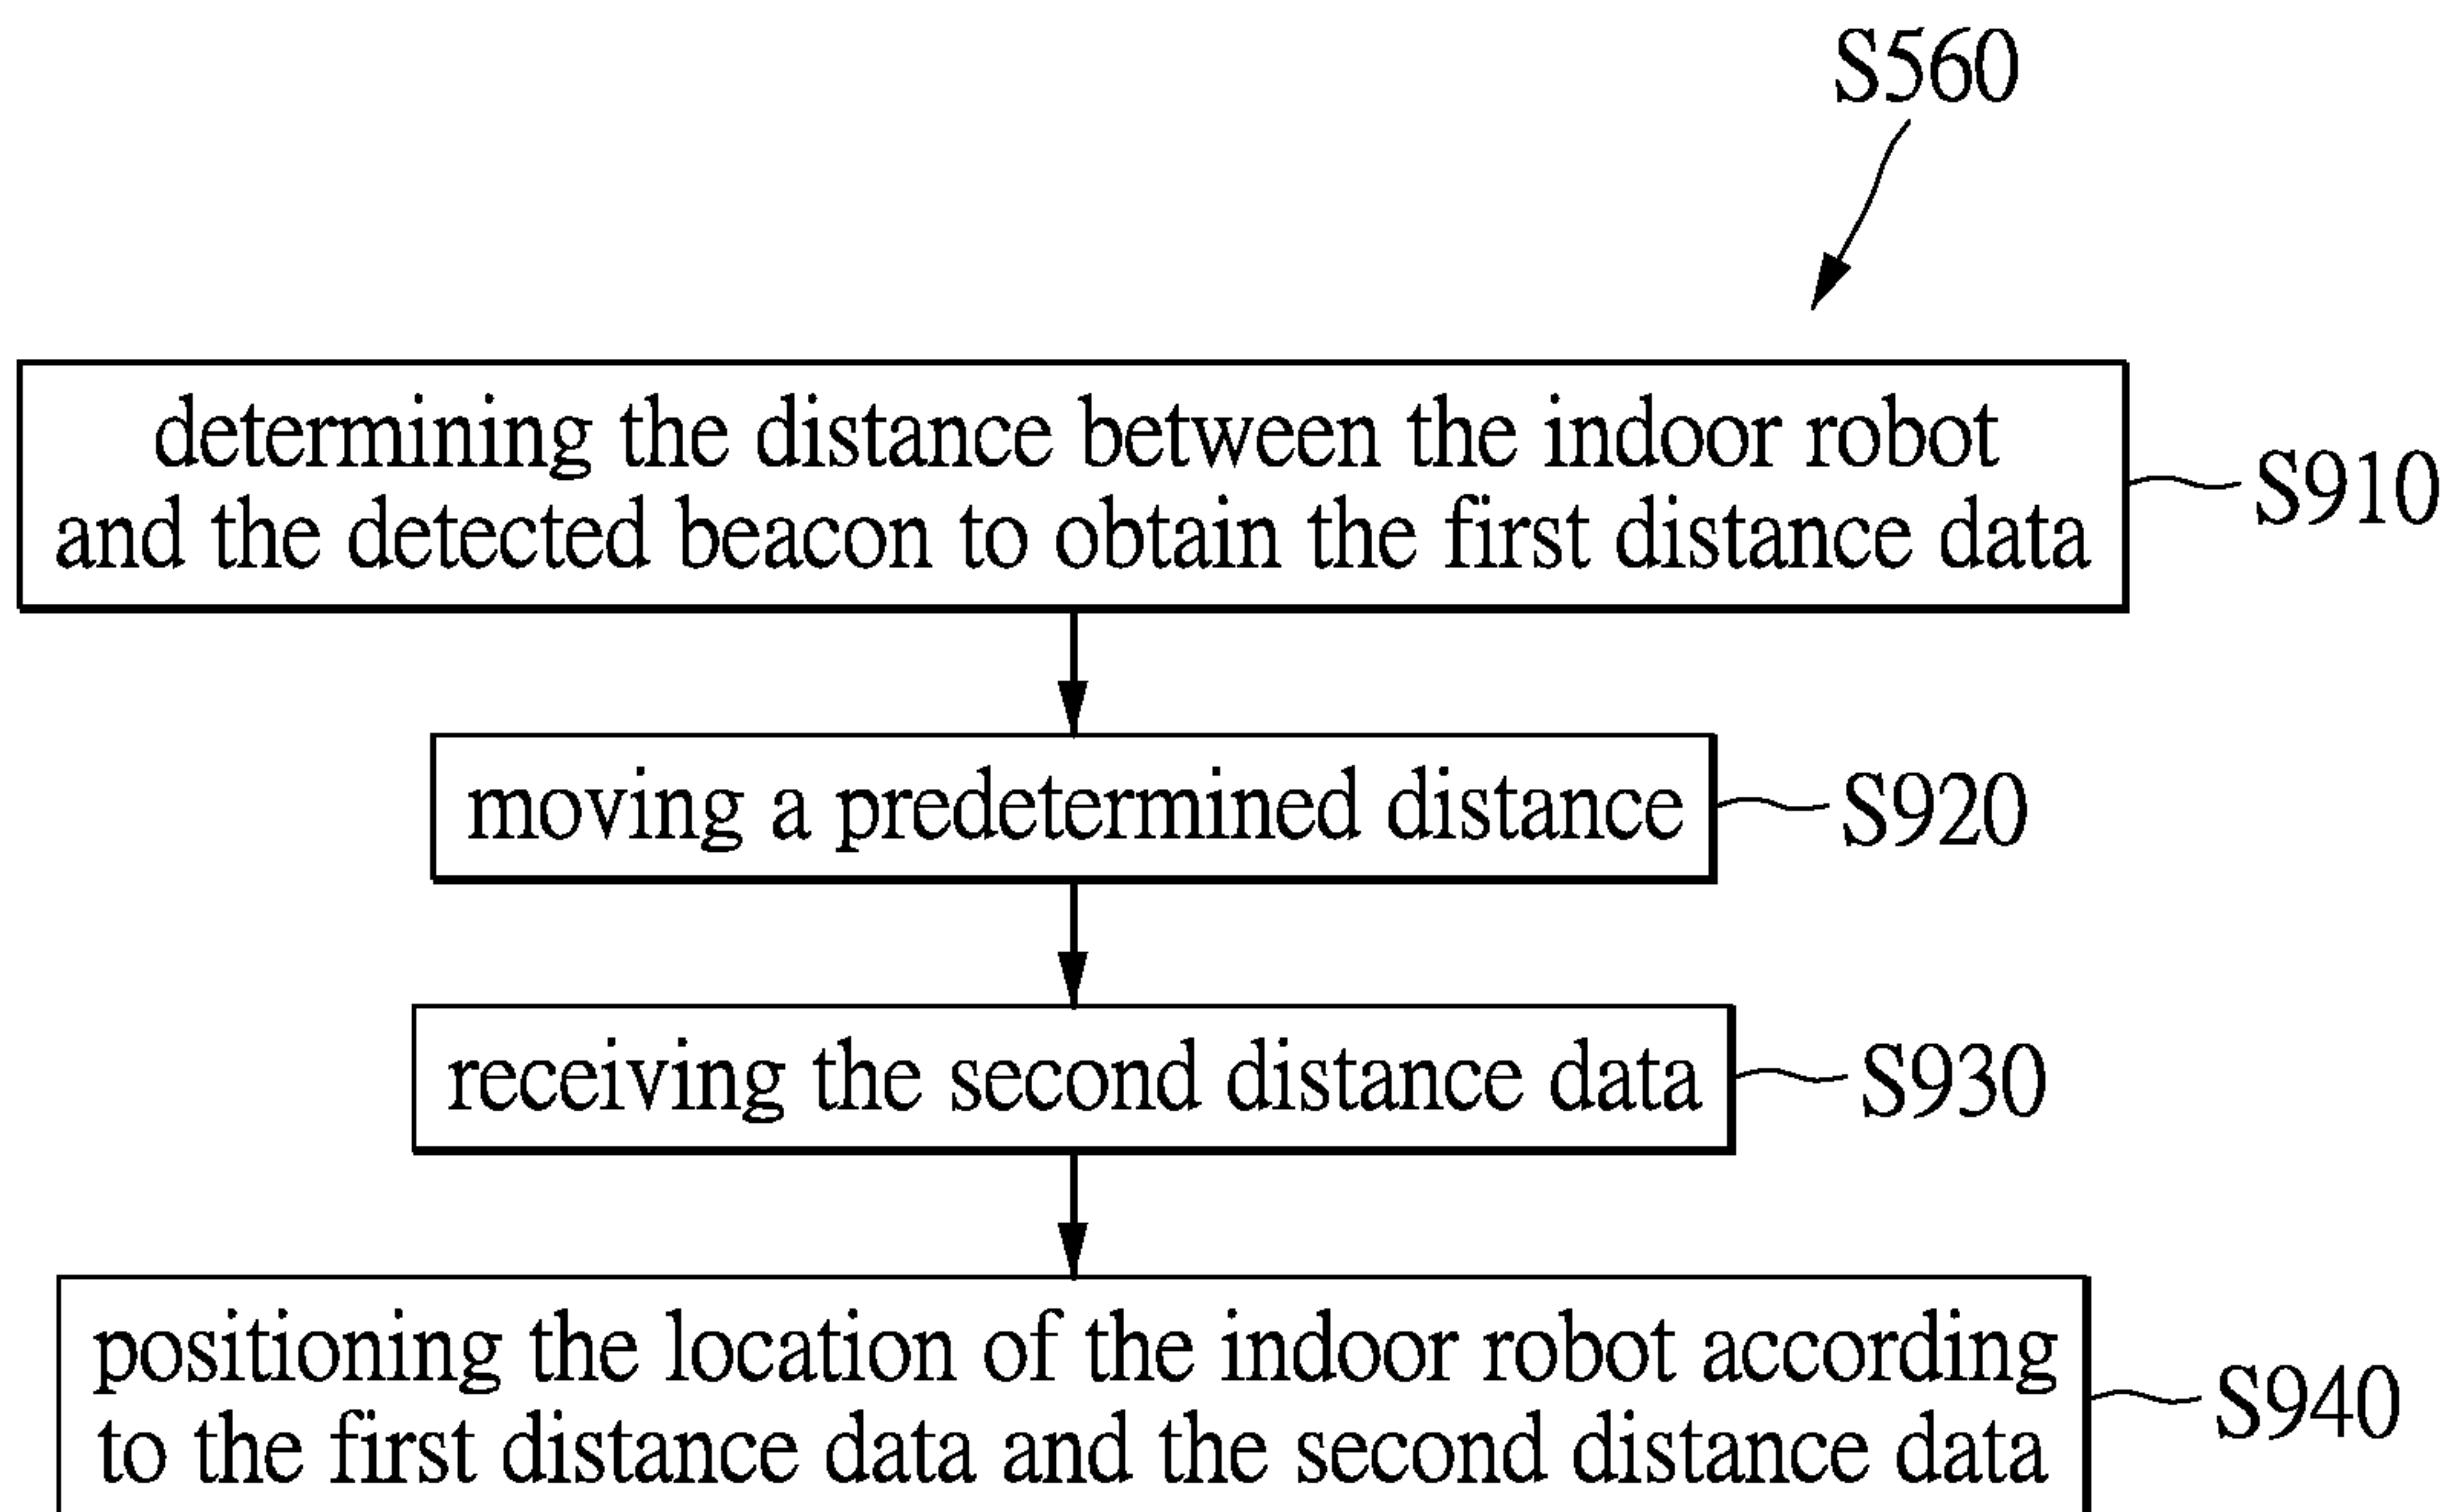 S560
determining the distance between the indoor robot
and the detected beacon to obtain the first distance data
S910
moving a predetermined distance
S920
receiving the second distance data
S930
positioning the location of the indoor robot according
to the first distance data and the second distance data
S940